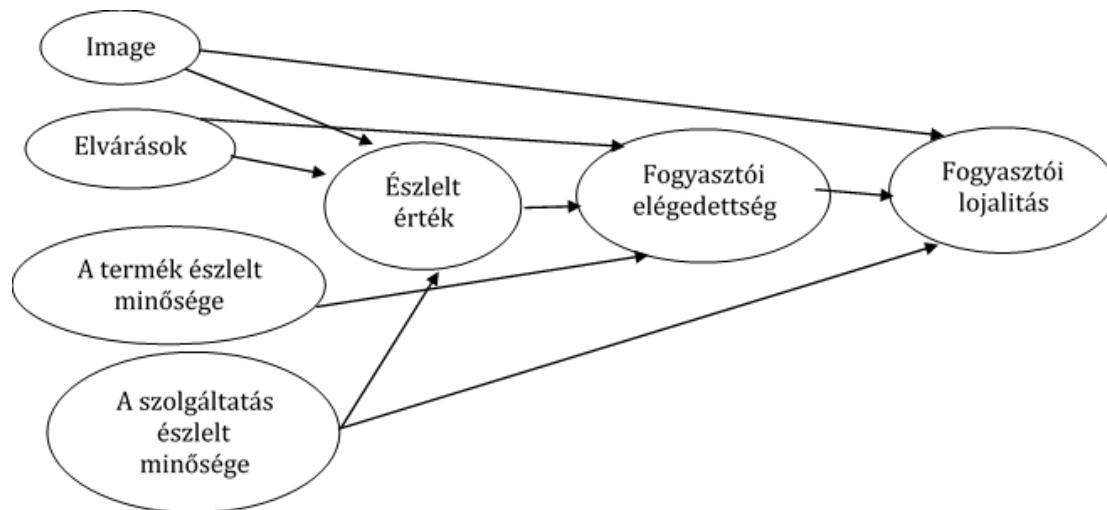 Image
Elvárások
Észlelt
érték
Fogyasztói
elégedettség
Fogyasztói
lojalitás
A termék észlelt
minősége
A szolgáltatás
észlelt
minősége